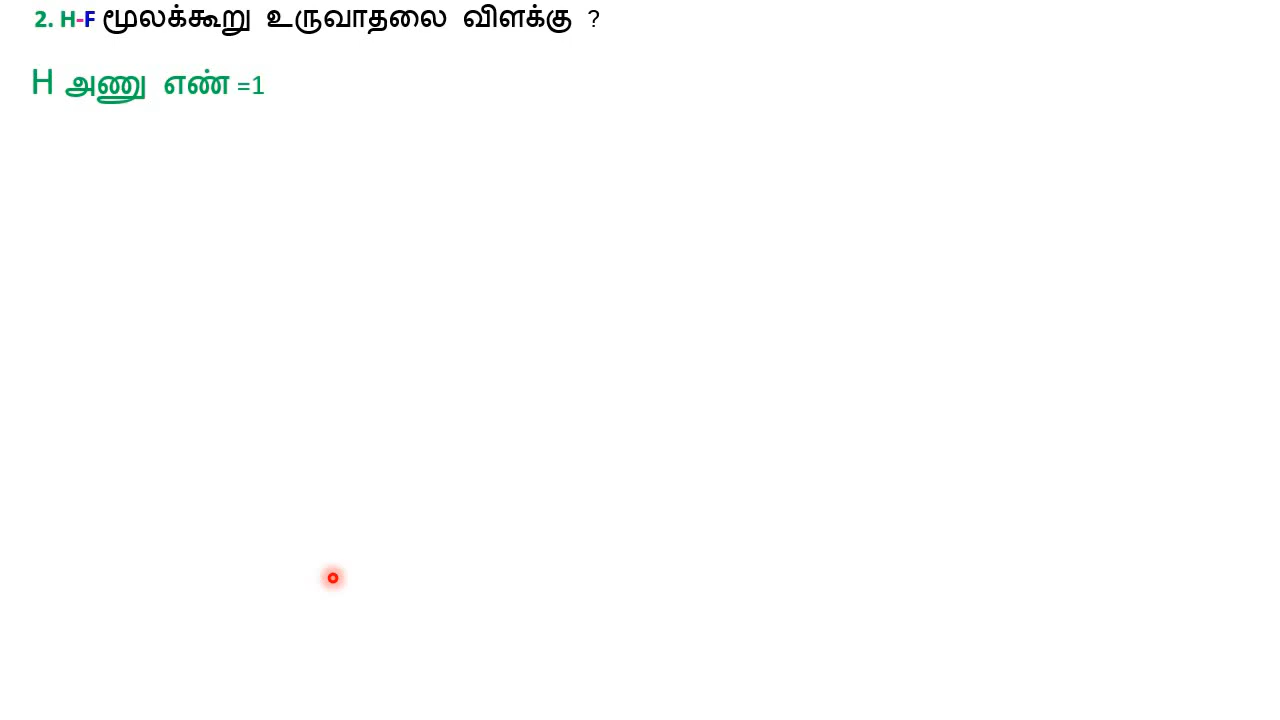 2. H-F மூலக்கூறு உருவாதலை விளக்கு ?
H அணு எண் =1